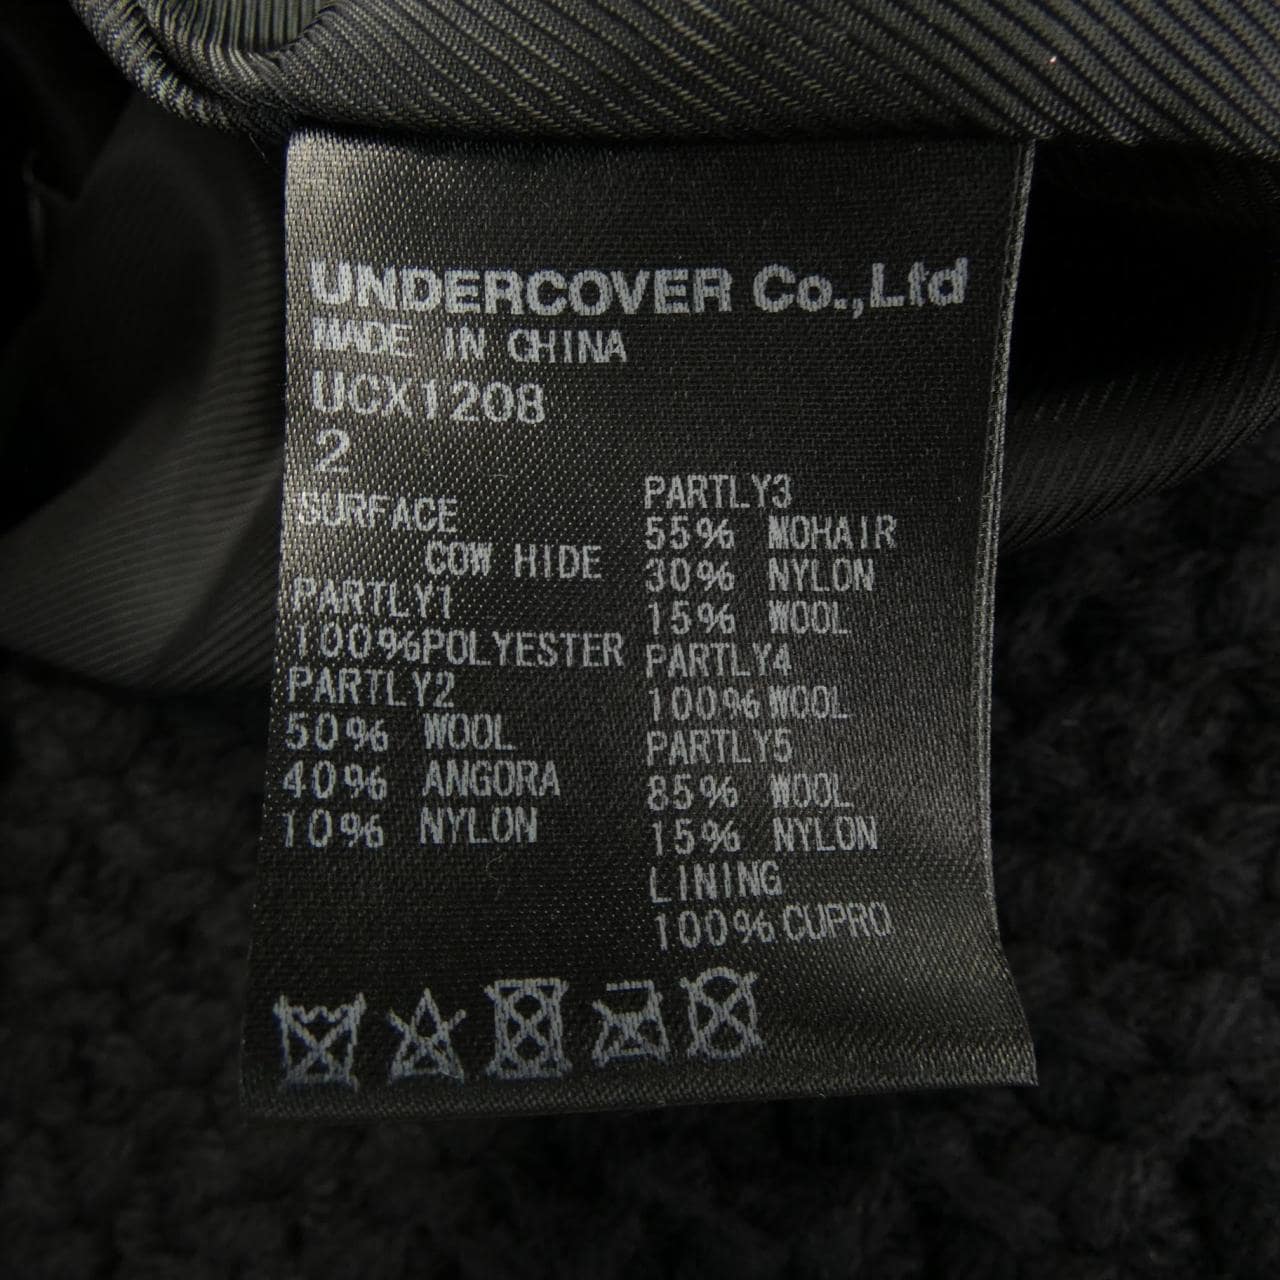 UNDERCOVER Co.,Ltd
MADE IN CHINA
UCX1208
2
SURFACE
COW HIDE
PARTLY1
100%POLYESTER
PARTLY2
50% WOOL
40% ANGORA
10% NYLON
PARTLY3
55% MOHAIR
30% NYLON
15% WOOL
PARTLY4
100%WOOL
PARTLY5
85% WOOL
15% NYLON
LINING
100%CUPRO